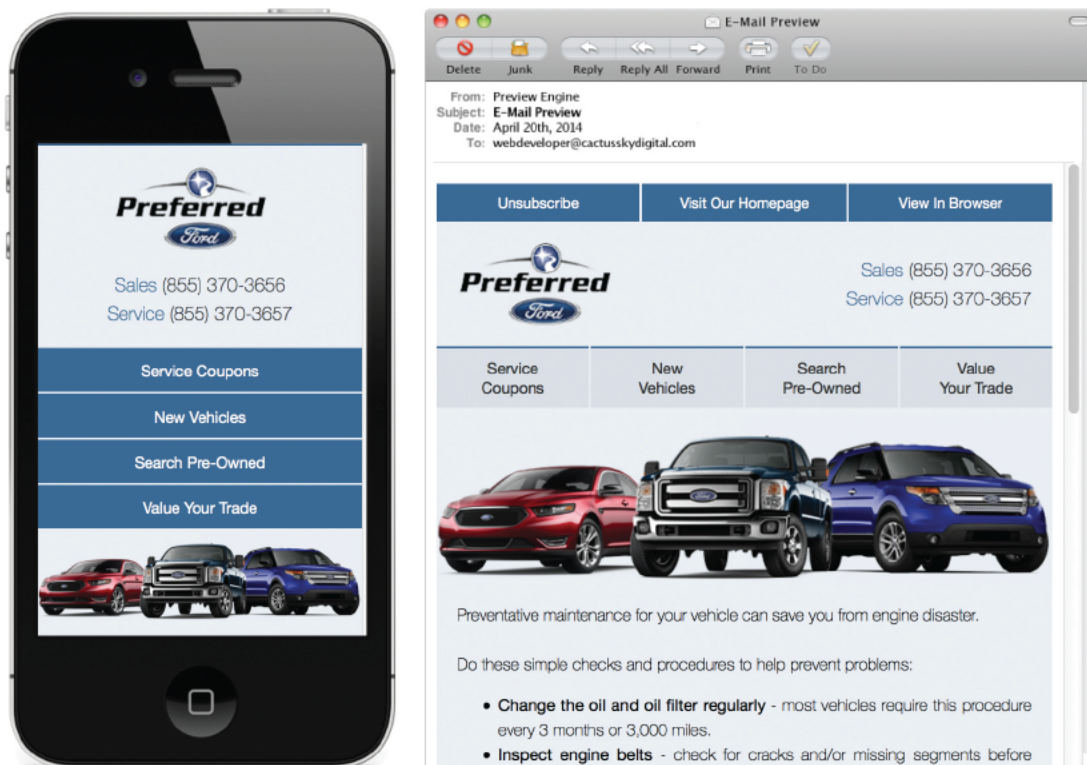 Preferred
Ford
Sales (855) 370-3656
Service (855) 370-3657
Service Coupons
New Vehicles
Search Pre-Owned
Value Your Trade
E-Mail Preview
Delete Junk Reply Reply All Forward Print To Do
From: Preview Engine
Subject: E-Mail Preview
Date: April 20th, 2014
To: webdeveloper@cactusskydigital.com
Unsubscribe Visit Our Homepage View In Browser
Preferred
Ford
Sales (855) 370-3656
Service (855) 370-3657
Service Coupons
New Vehicles
Search Pre-Owned
Value Your Trade
Ford
Preventative maintenance for your vehicle can save you from engine disaster.
Do these simple checks and procedures to help prevent problems:
• Change the oil and oil filter regularly - most vehicles require this procedure
every 3 months or 3,000 miles.
• Inspect engine belts - check for cracks and/or missing segments before